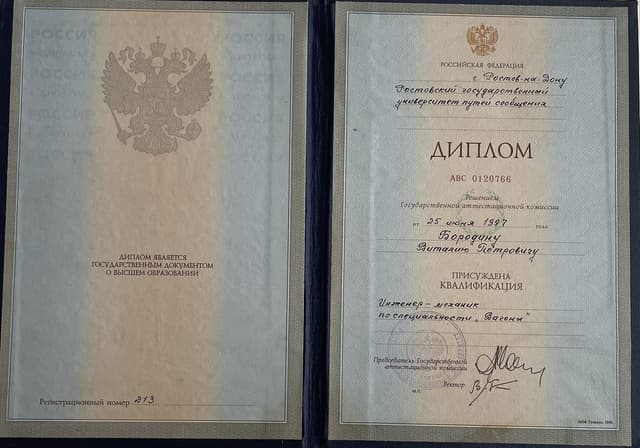 ДИПЛОМ ЯВЛЯЕТСЯ
ГОСУДАРСТВЕННЫМ ДОКУМЕНТОМ
О ВЫСШЕМ ОБРАЗОВАНИИ
Регистрационный номер 213
РОССИЙСКАЯ ФЕДЕРАЦИЯ
г. Ростов-на-Дону
Ростовский государственный
университет путей сообщения
ДИПЛОМ
АВС 0120766
Решением
Государственной аттестационной комиссии
от 25 июня 1997 года
Бородину
Виталию Петровичу
ПРИСУЖДЕНА
КВАЛИФИКАЦИЯ
Инженер-механик
по специальности „Вагоны"
Председатель Государственной
аттестационной комиссии
Ректор
М.П.